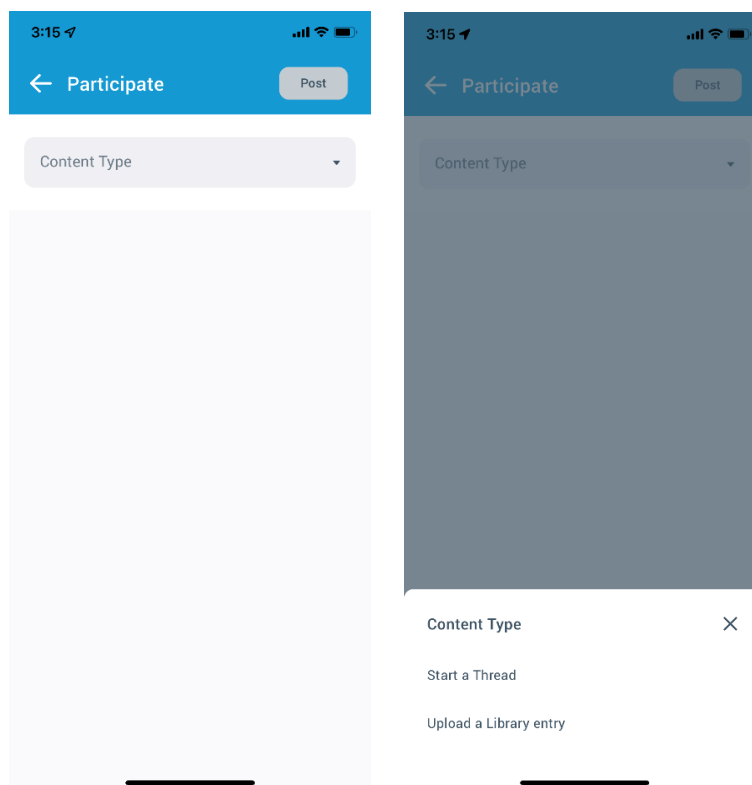 3:15
Participate
Post
Content Type
3:15
Participate
Post
Content Type
Content Type
Start a Thread
Upload a Library entry